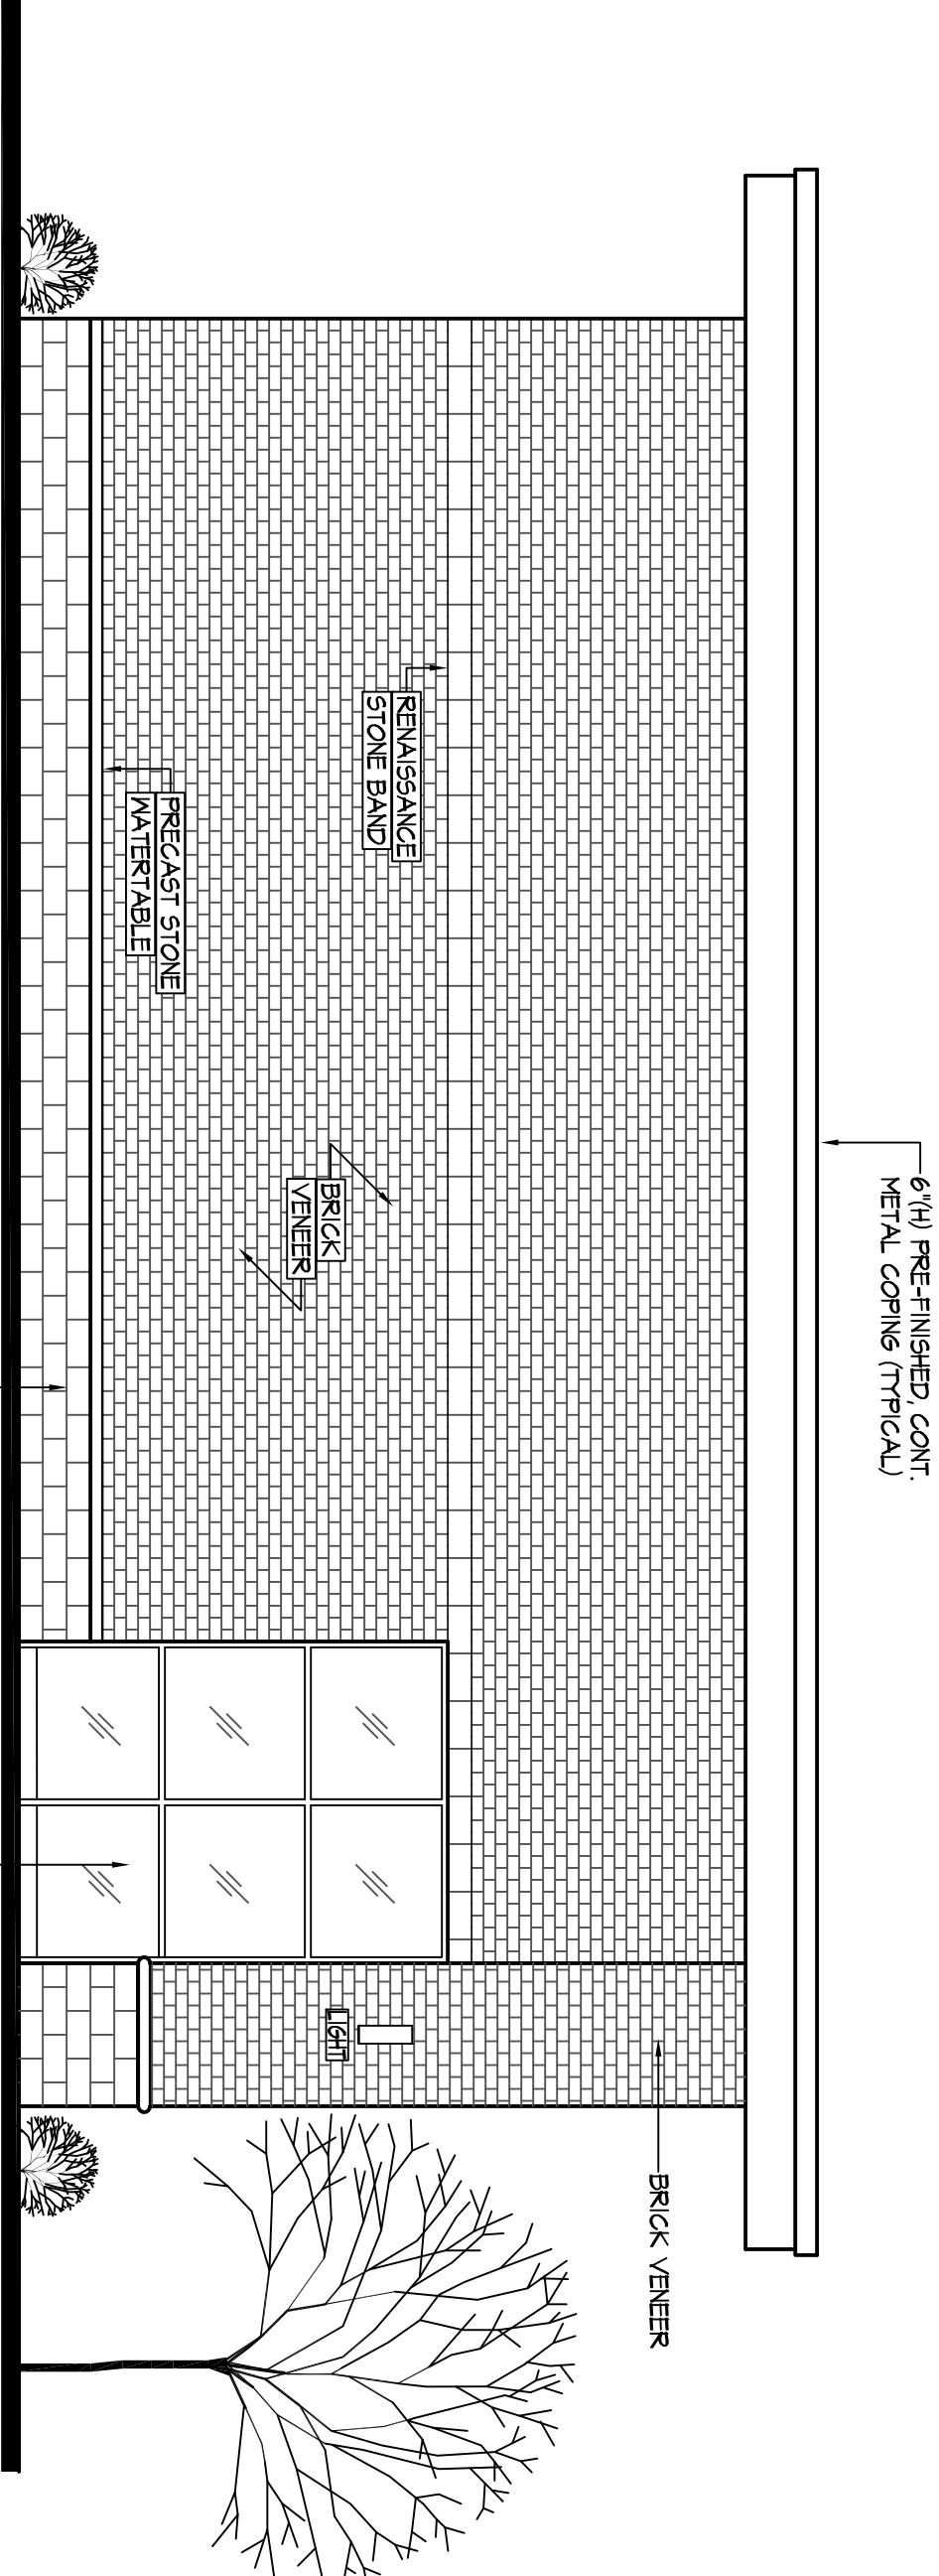 6"(H) PRE-FINISHED, CONT.
METAL COPING (TYPICAL)
BRICK VENEER
RENAISSANCE
STONE BAND
BRICK
VENEER
LIGHT
PRECAST STONE
WATERTABLE